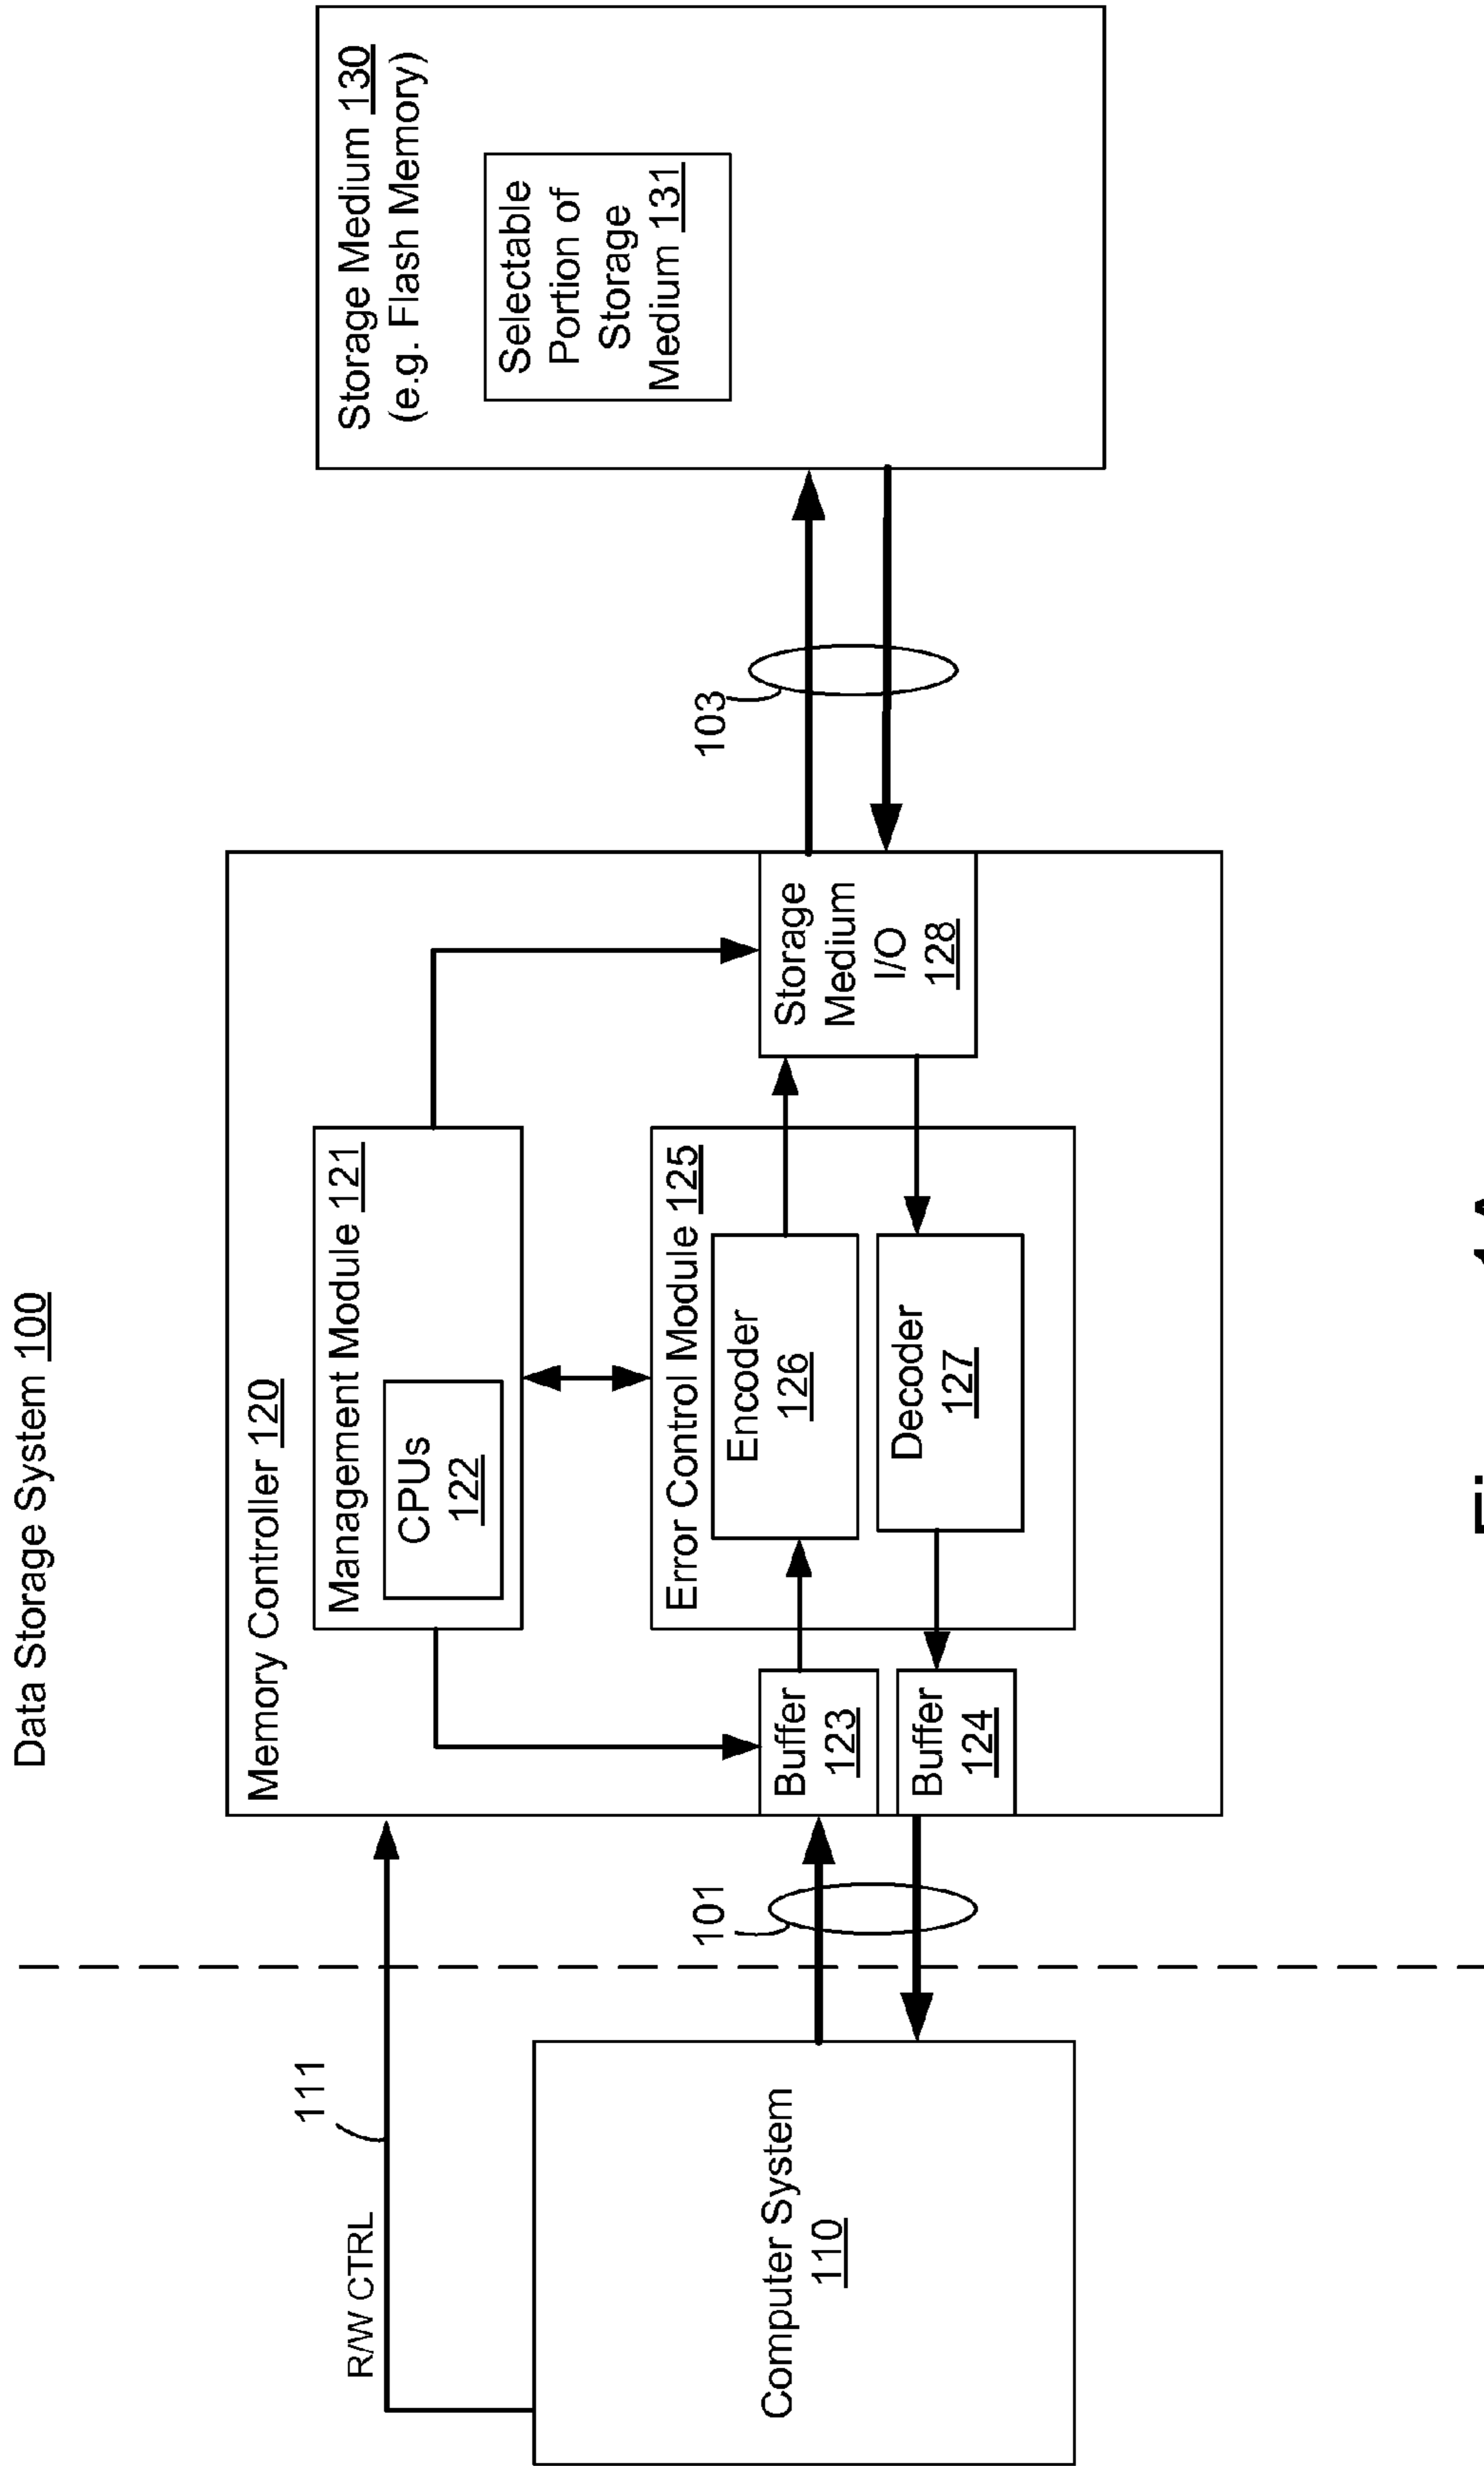 Data Storage System 100
R/W CTRL
111
Computer System
110
101
Memory Controller 120
Management Module 121
CPUs
122
Buffer
123
Buffer
124
Error Control Module 125
Encoder
126
Decoder
127
Storage
Medium
I/O
128
103
Storage Medium 130
(e.g. Flash Memory)
Selectable
Portion of
Storage
Medium 131